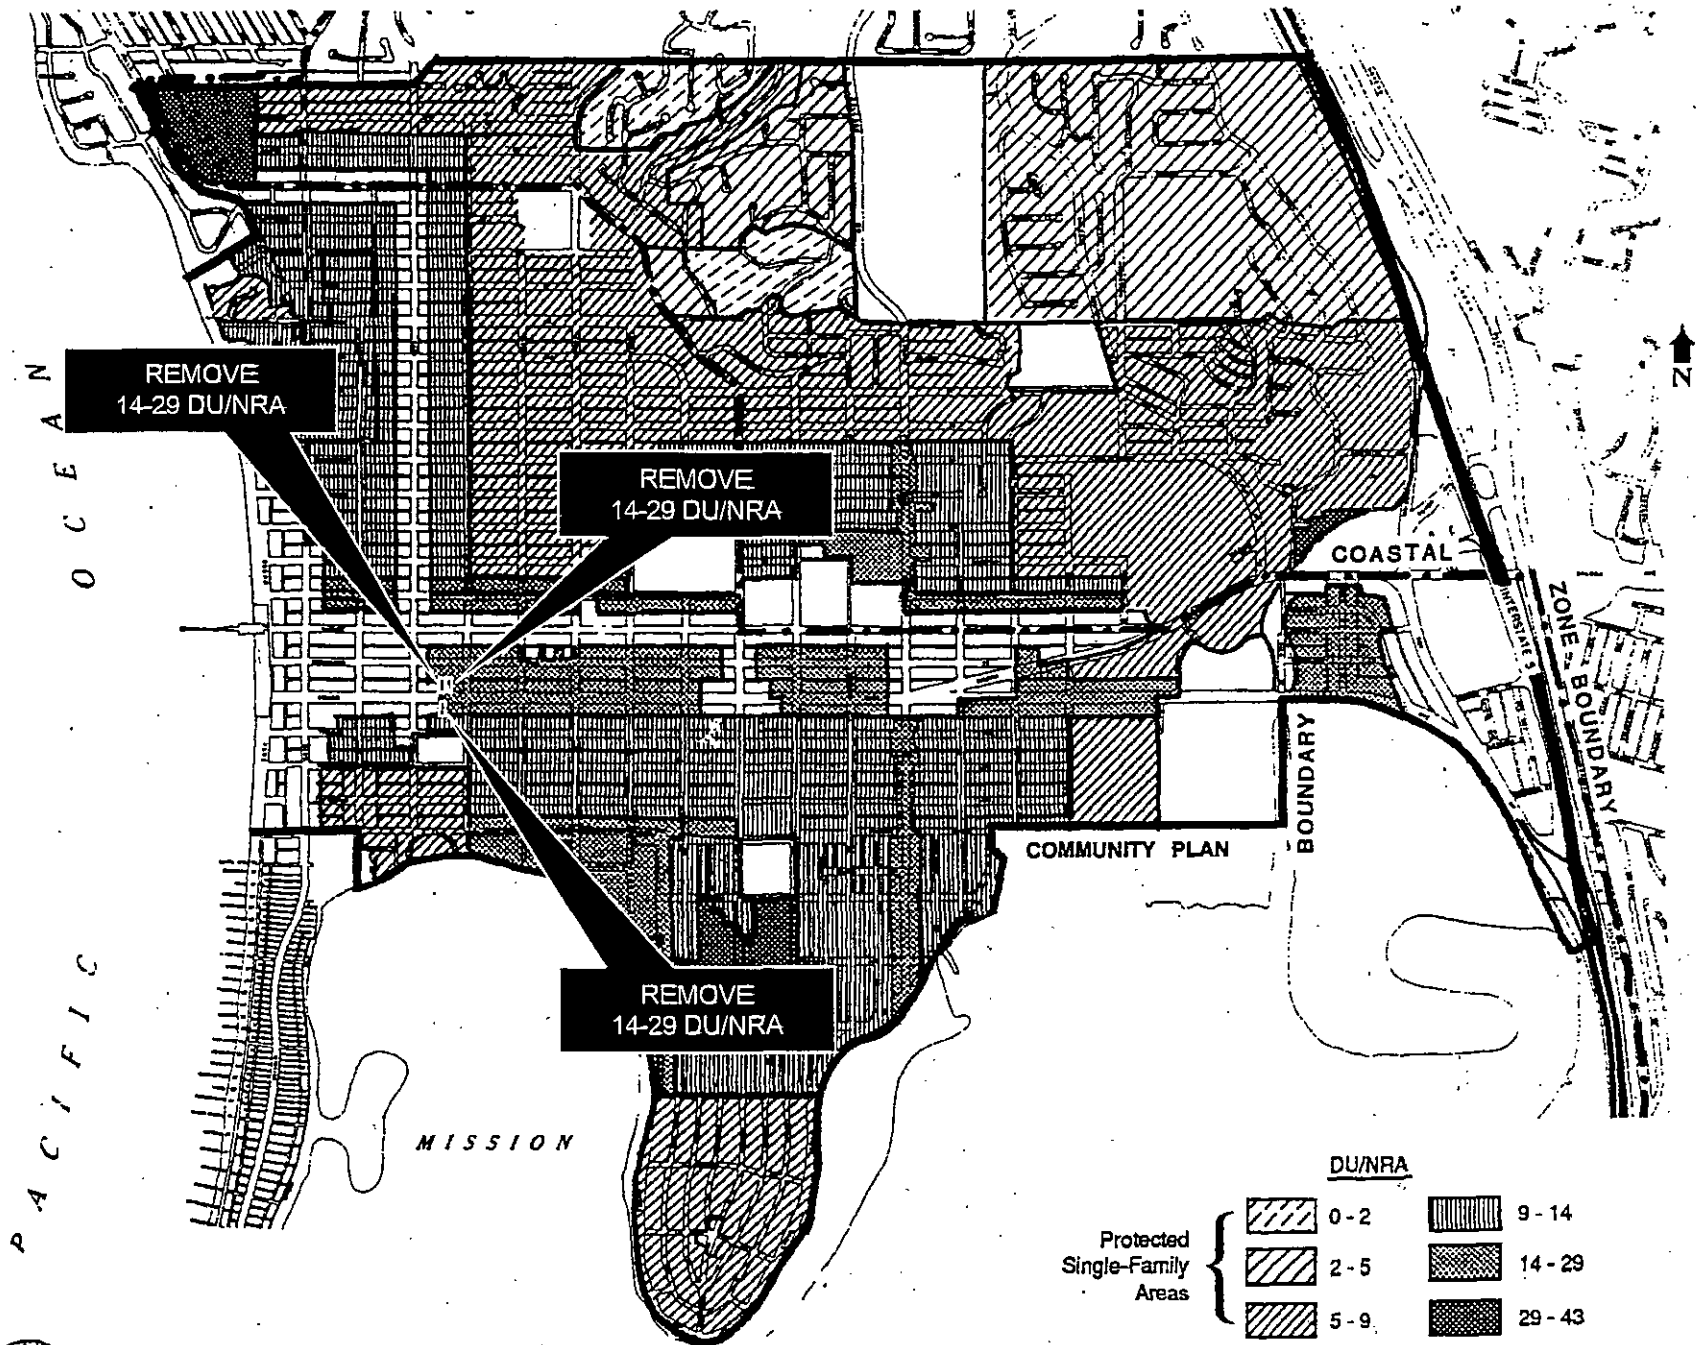 REMOVE
14-29 DU/NRA
REMOVE
14-29 DU/NRA
REMOVE
14-29 DU/NRA
PACIFIC
OCEAN
MISSION
COASTAL
ZONE BOUNDARY
INTERSTATE 5
N
COMMUNITY PLAN
BOUNDARY
DU/NRA
Protected
Single-Family
Areas
0-2
2-5
5-9
9-14
14-29
29-43